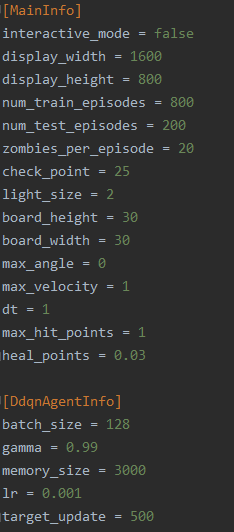 [MainInfo]
interactive_mode = false
display_width = 1600
display_height = 800
num_train_episodes = 800
num_test_episodes = 200
zombies_per_episode = 20
check_point = 25
light_size = 2
board_height = 30
board_width = 30
max_angle = 0
max_velocity = 1
dt = 1
max_hit_points = 1
heal_points = 0.03
[DdqnAgentInfo]
batch_size = 128
gamma = 0.99
memory_size = 3000
lr = 0.001
target_update = 500